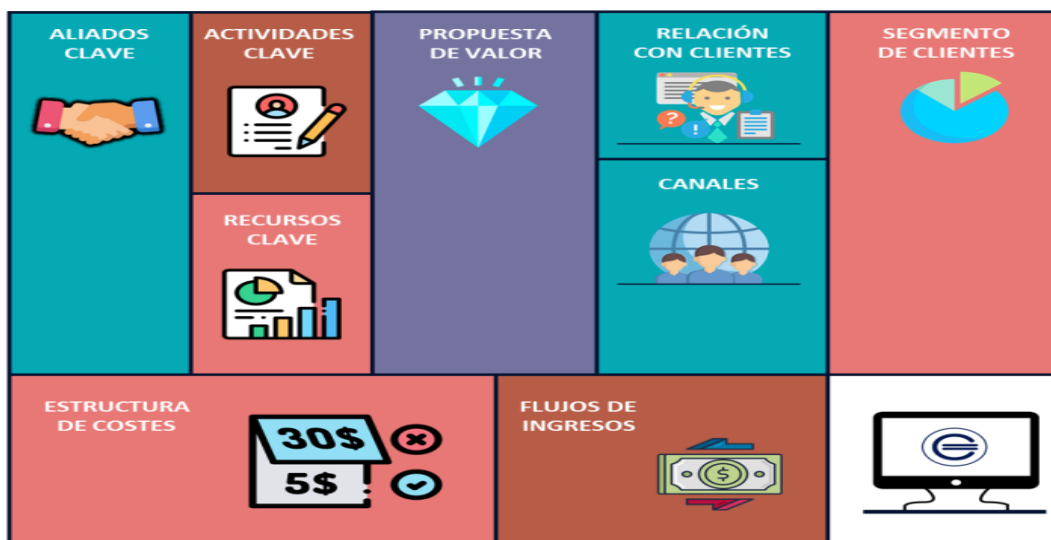 ALIADOS
CLAVE
ACTIVIDADES
CLAVE
PROPUESTA
DE VALOR
RELACIÓN
CON CLIENTES
SEGMENTO
DE CLIENTES
CANALES
RECURSOS
CLAVE
ESTRUCTURA
DE COSTES
30$
5$
FLUJOS DE
INGRESOS
$